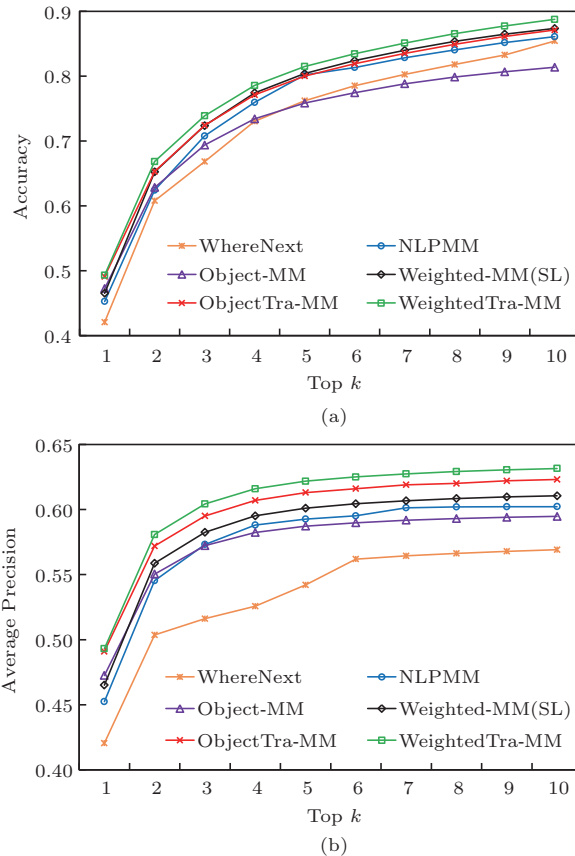 0.9
0.8
0.7
0.6
0.5
0.4
Accuracy
WhereNext
NLPMM
Object-MM
Weighted-MM(SL)
ObjectTra-MM
WeightedTra-MM
1 2 3 4 5 6 7 8 9 10
Top k
(a)
0.65
0.60
0.55
0.50
0.45
0.40
Average Precision
WhereNext
NLPMM
Object-MM
Weighted-MM(SL)
ObjectTra-MM
WeightedTra-MM
1 2 3 4 5 6 7 8 9 10
Top k
(b)